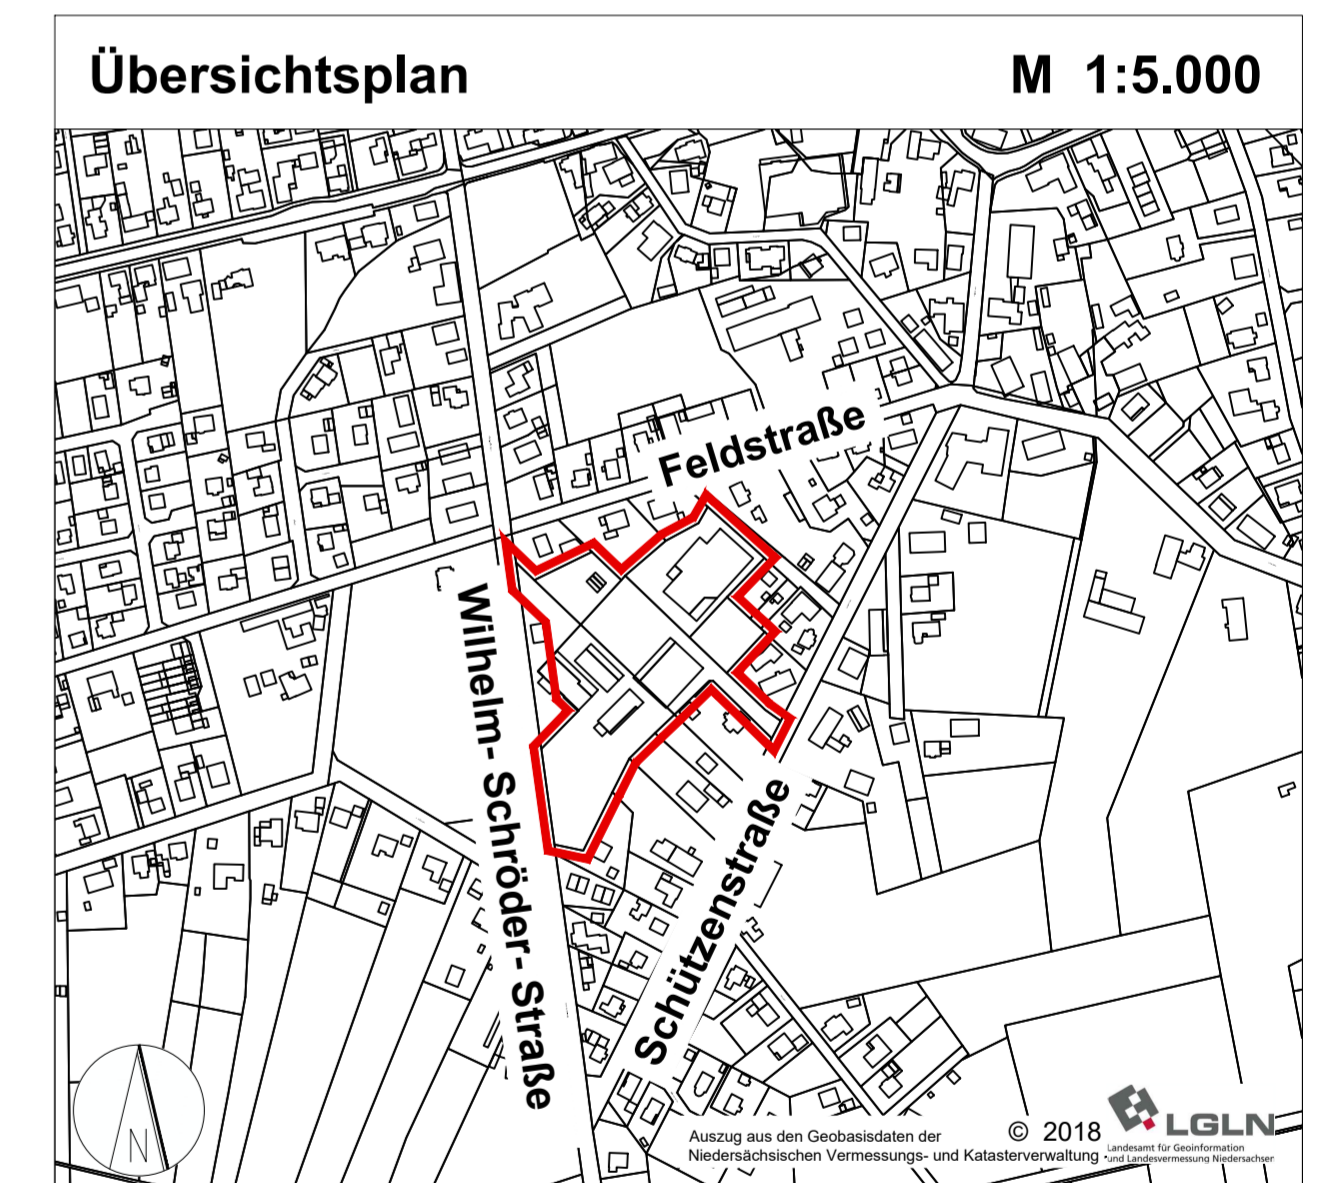 Übersichtsplan M 1:5.000
Feldstraße
Wilhelm- Schröder- Straße
Schützenstraße
N
Auszug aus den Geobasisdaten der
Niedersächsischen Vermessungs- und Katasterverwaltung
© 2018
LGLN
Landesamt für Geoinformation
und Landesvermessung Niedersachsen